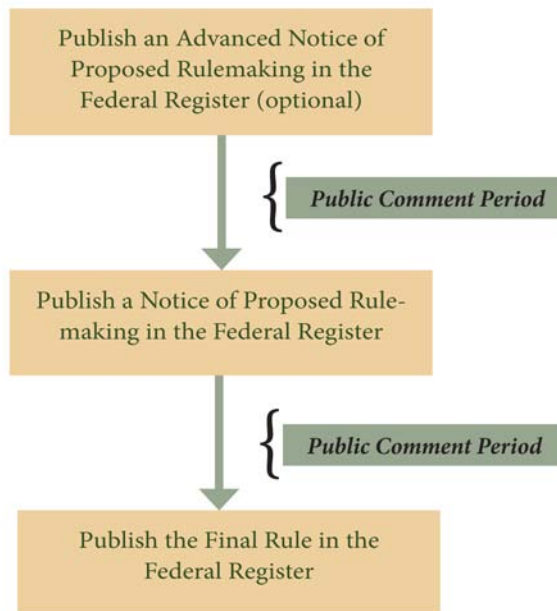 Publish an Advanced Notice of
Proposed Rulemaking in the
Federal Register (optional)
Public Comment Period
Publish a Notice of Proposed Rule-
making in the Federal Register
Public Comment Period
Publish the Final Rule in the
Federal Register